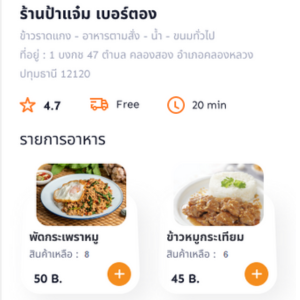 ร้านป้าแจ๋ม เบอร์ตอง
ข้าวราดแกง - อาหารตามสั่ง - น้ำ - ขนมทั่วไป
ที่อยู่ : 1 บงกช 47 ตำบล คลองสอง อำเภอคลองหลวง
ปทุมธานี 12120
4.7 Free 20 min
รายการอาหาร
ผัดกระเพราหมู
สินค้าเหลือ : 8
50 B.
ข้าวหมูกระเทียม
สินค้าเหลือ : 6
45 B.